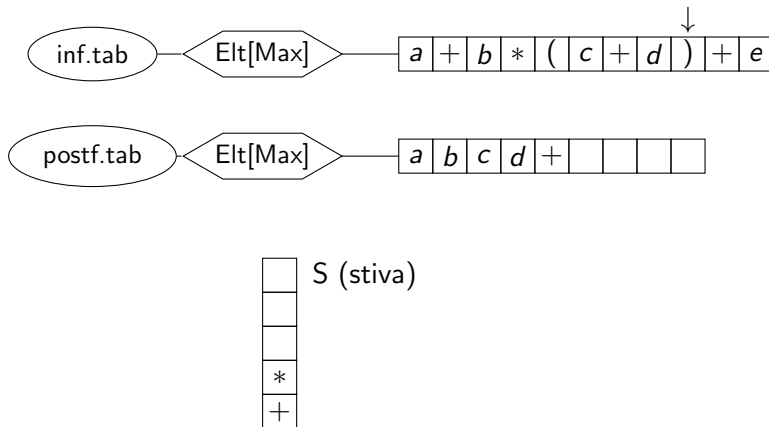 ↓
inf.tab Elt[Max] a + b * ( c + d ) + e
postf.tab Elt[Max] a b c d +
S (stiva)
*
+